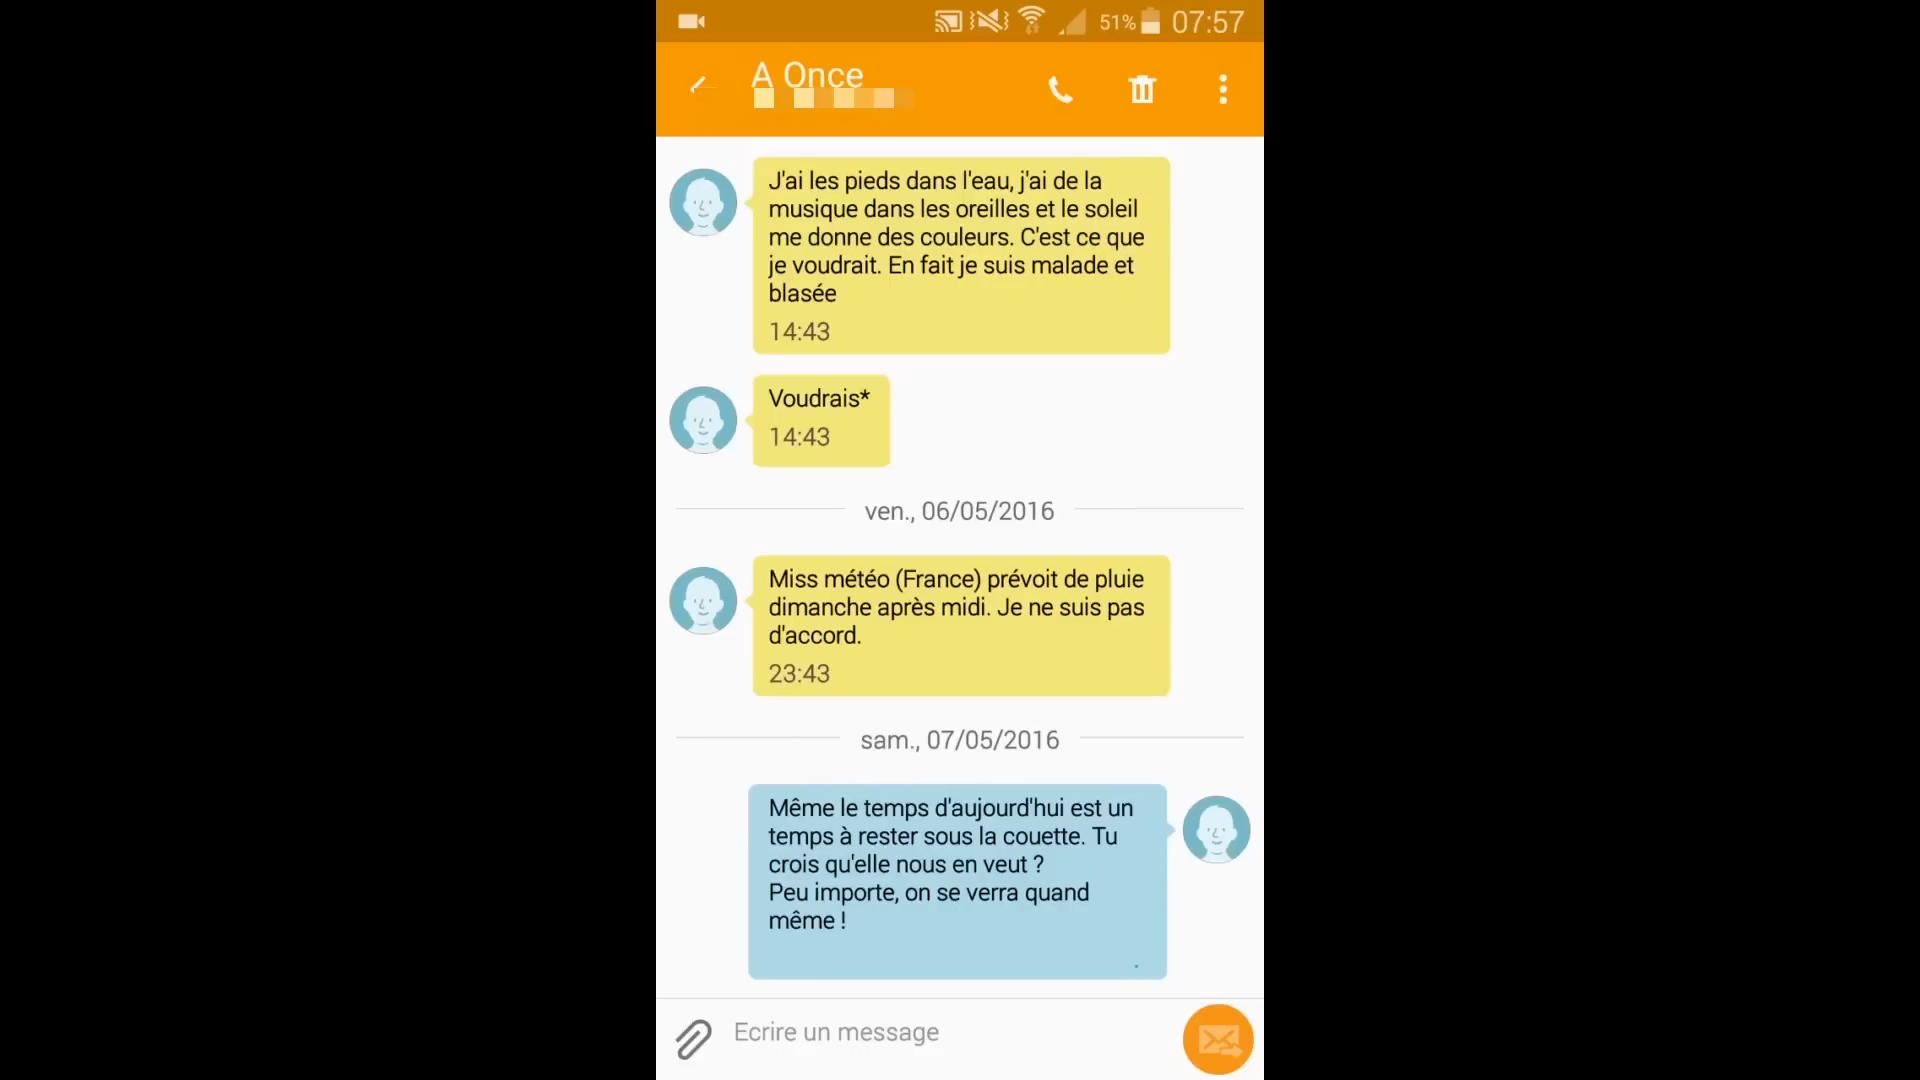 51% 07:57
A Once
J'ai les pieds dans l'eau, j'ai de la
musique dans les oreilles et le soleil
me donne des couleurs. C'est ce que
je voudrait. En fait je suis malade et
blasée
14:43
Voudrais*
14:43
ven., 06/05/2016
Miss météo (France) prévoit de pluie
dimanche après midi. Je ne suis pas
d'accord.
23:43
sam., 07/05/2016
Même le temps d'aujourd'hui est un
temps à rester sous la couette. Tu
crois qu'elle nous en veut ?
Peu importe, on se verra quand
même !
Ecrire un message